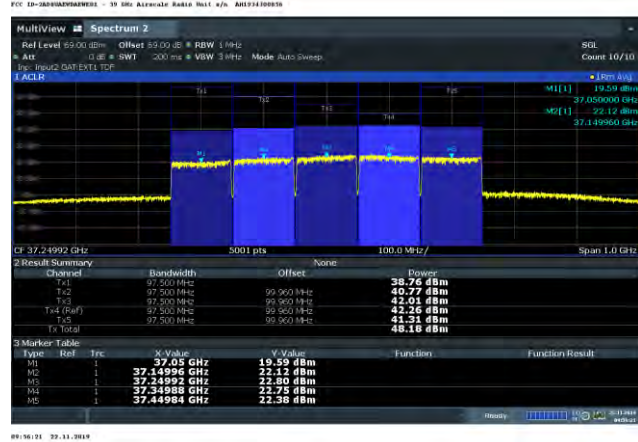 39 GHz Airscale Radio Unit s/n
MultiView Spectrum 2
Ref Level 69.00 dBm Offset 69.00 dB RBW 1 MHz SGL
Att 0 dB SWT 200 ms VBW 3 MHz Mode Auto Sweep Count 10/10
1 ACLR 1Rm Avg
M1[1] 19.59 dBm
37.050000 GHz
M2[1] 22.12 dBm
37.149960 GHz
Tx1 Tx2 Tx3 Tx4 Tx5
CF 37.24992 GHz 5001 pts 100.0 MHz/ Span 1.0 GHz
2 Result Summary None
Channel Bandwidth Offset Power
Tx1 97.500 MHz 38.76 dBm
Tx2 97.500 MHz 99.960 MHz 40.77 dBm
Tx3 97.500 MHz 99.960 MHz 42.01 dBm
Tx4 (Ref) 97.500 MHz 99.960 MHz 42.26 dBm
Tx5 97.500 MHz 99.960 MHz 41.31 dBm
Tx Total 48.18 dBm
3 Marker Table
Type Ref Trc X-Value Y-Value Function Function Result
M1 1 37.05 GHz 19.59 dBm
M2 1 37.14996 GHz 22.12 dBm
M3 1 37.24992 GHz 22.80 dBm
M4 1 37.34988 GHz 22.75 dBm
M5 1 37.44984 GHz 22.38 dBm
Ready
09:56:21 22.11.2019